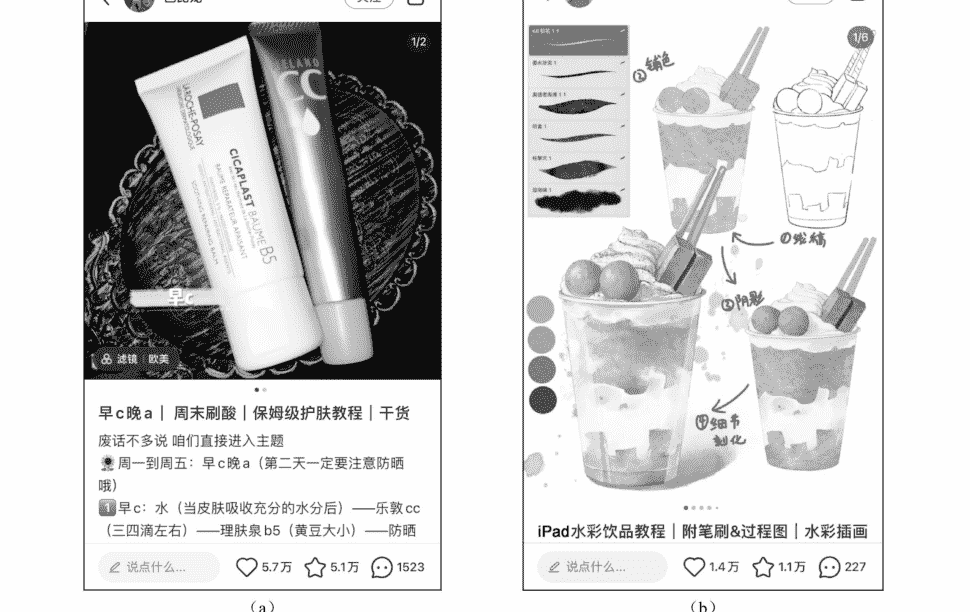 1/2
LA ROCHE-POSAY
CICAPLAST BAUME B5
BAUME RÉPARATEUR APAISANT
SOOTHING REPAIRING BALM
MELANO
CC
早c
滤镜 | 欧美
早c晚a｜ 周末刷酸｜保姆级护肤教程｜干货
废话不多说 咱们直接进入主题
周一到周五：早c晚a（第二天一定要注意防晒
哦）
1早c：水（当皮肤吸收充分的水分后）——乐敦cc
（三四滴左右）——理肤泉b5（黄豆大小）——防晒
说点什么...
5.7万
5.1万
1523
（a）
1/6
②铺色
①线稿
③阴影
④细节
刻化
iPad水彩饮品教程｜附笔刷&过程图｜水彩插画
说点什么...
1.4万
1.1万
227
（b）